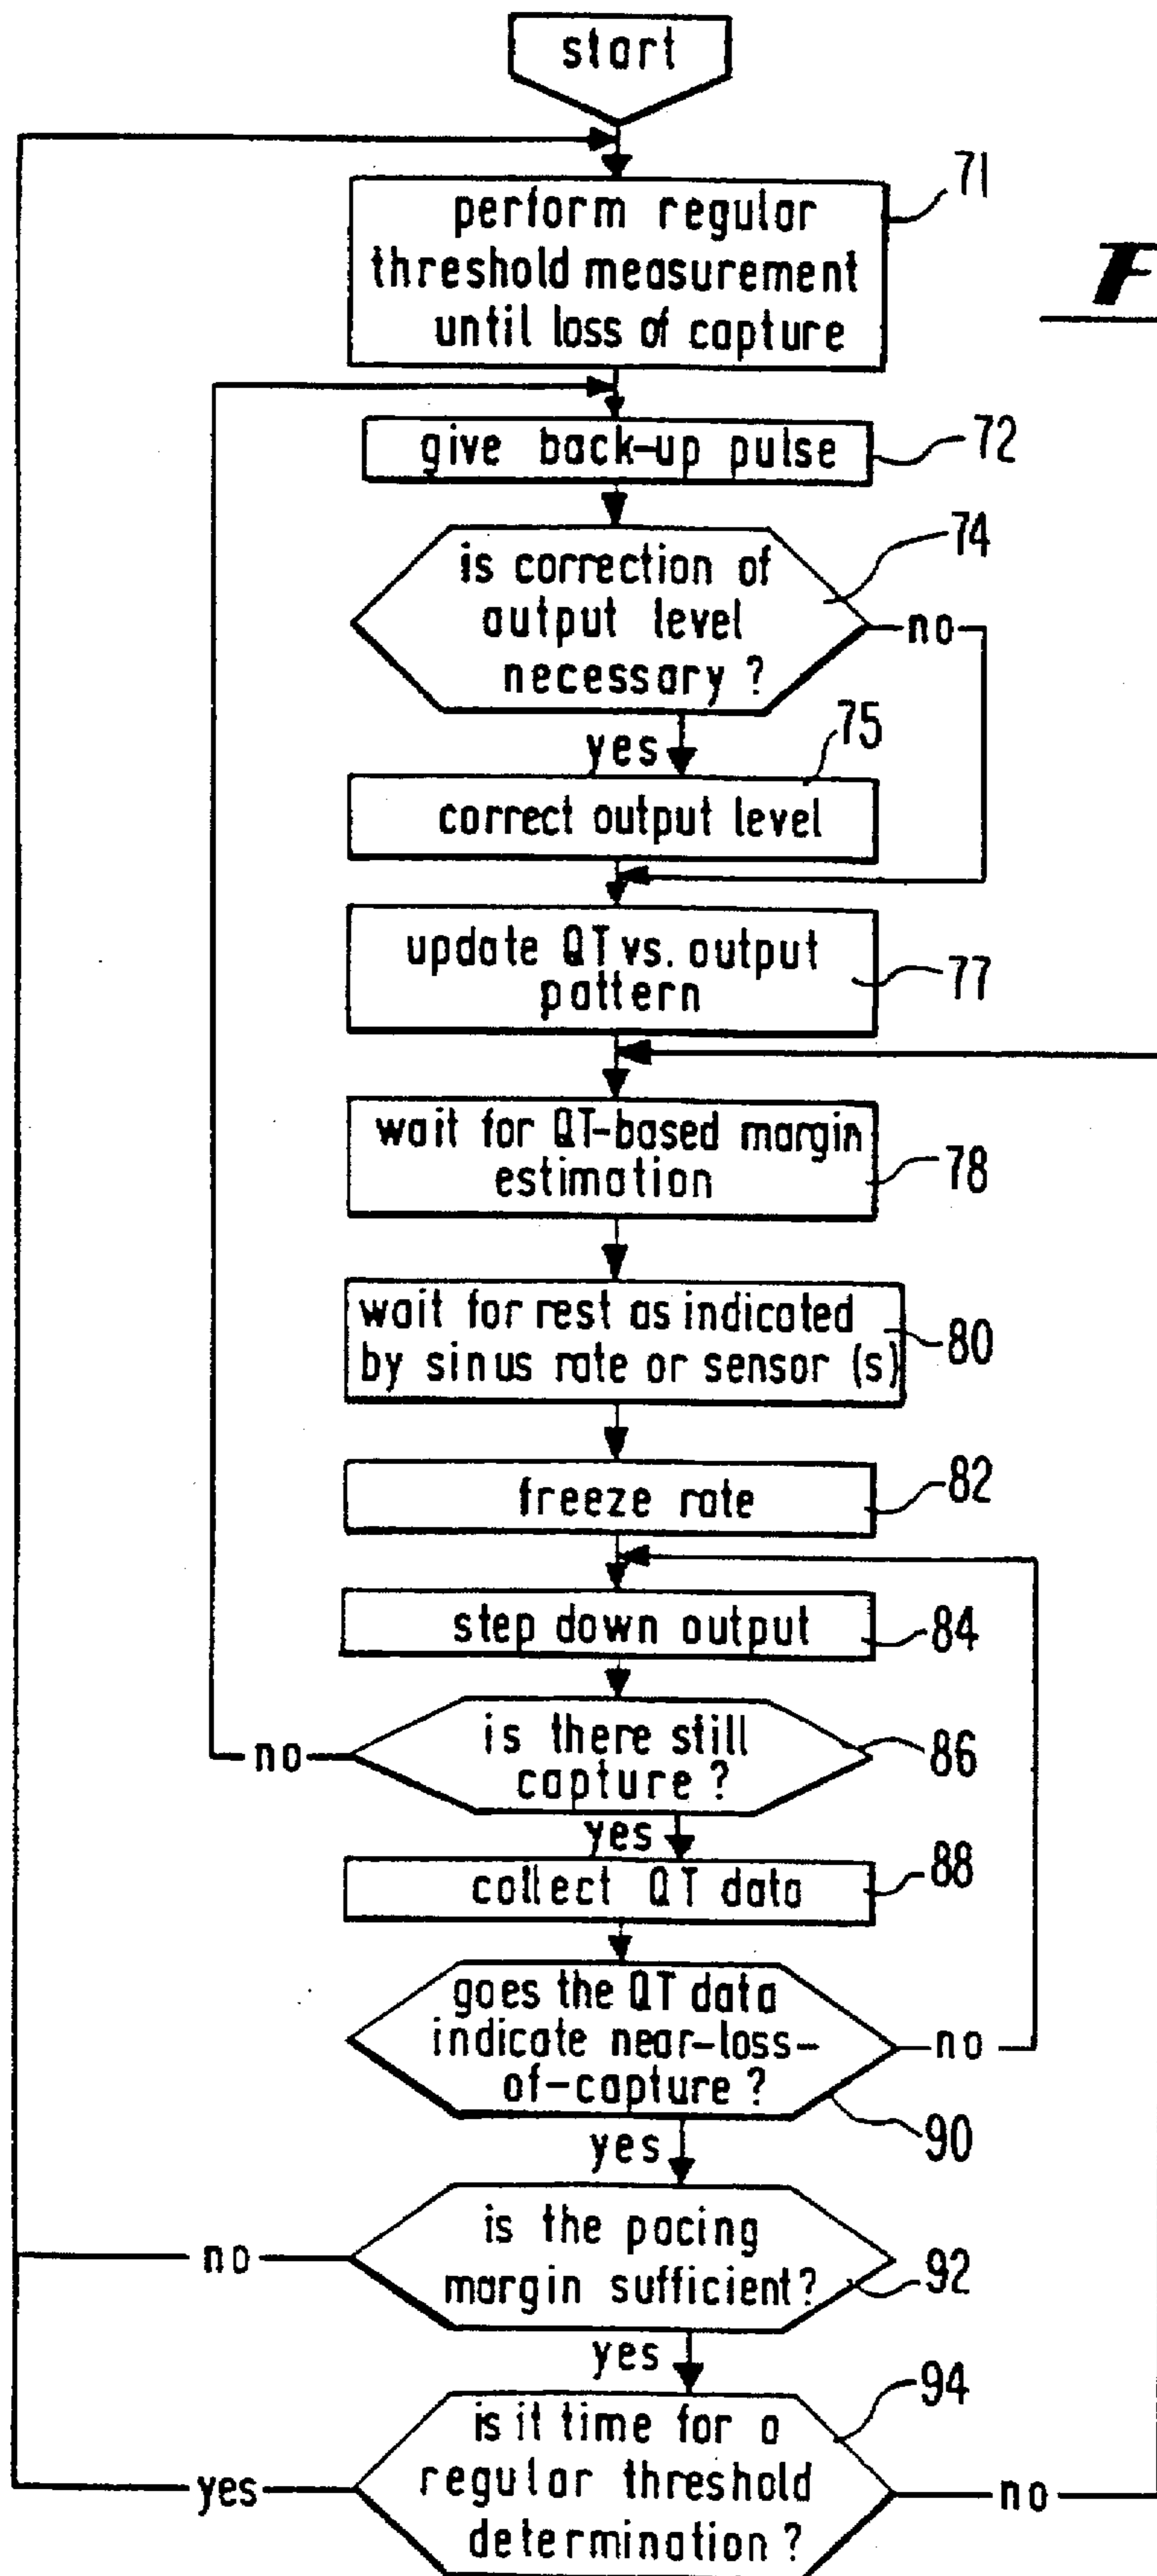 start
71
perform regular
threshold measurement
until loss of capture
F
give back-up pulse
72
74
is correction of
output level
necessary ?
no
75
yes
correct output level
update QT vs. output
pattern
77
wait for QT-based margin
estimation
78
wait for rest as indicated
by sinus rate or sensor (s)
80
freeze rate
82
step down output
84
is there still
capture ?
86
no
yes
collect QT data
88
goes the QT data
indicate near-loss-
of-capture ?
no
90
yes
is the pacing
margin sufficient?
no
92
yes
94
is it time for a
regular threshold
determination ?
yes
no